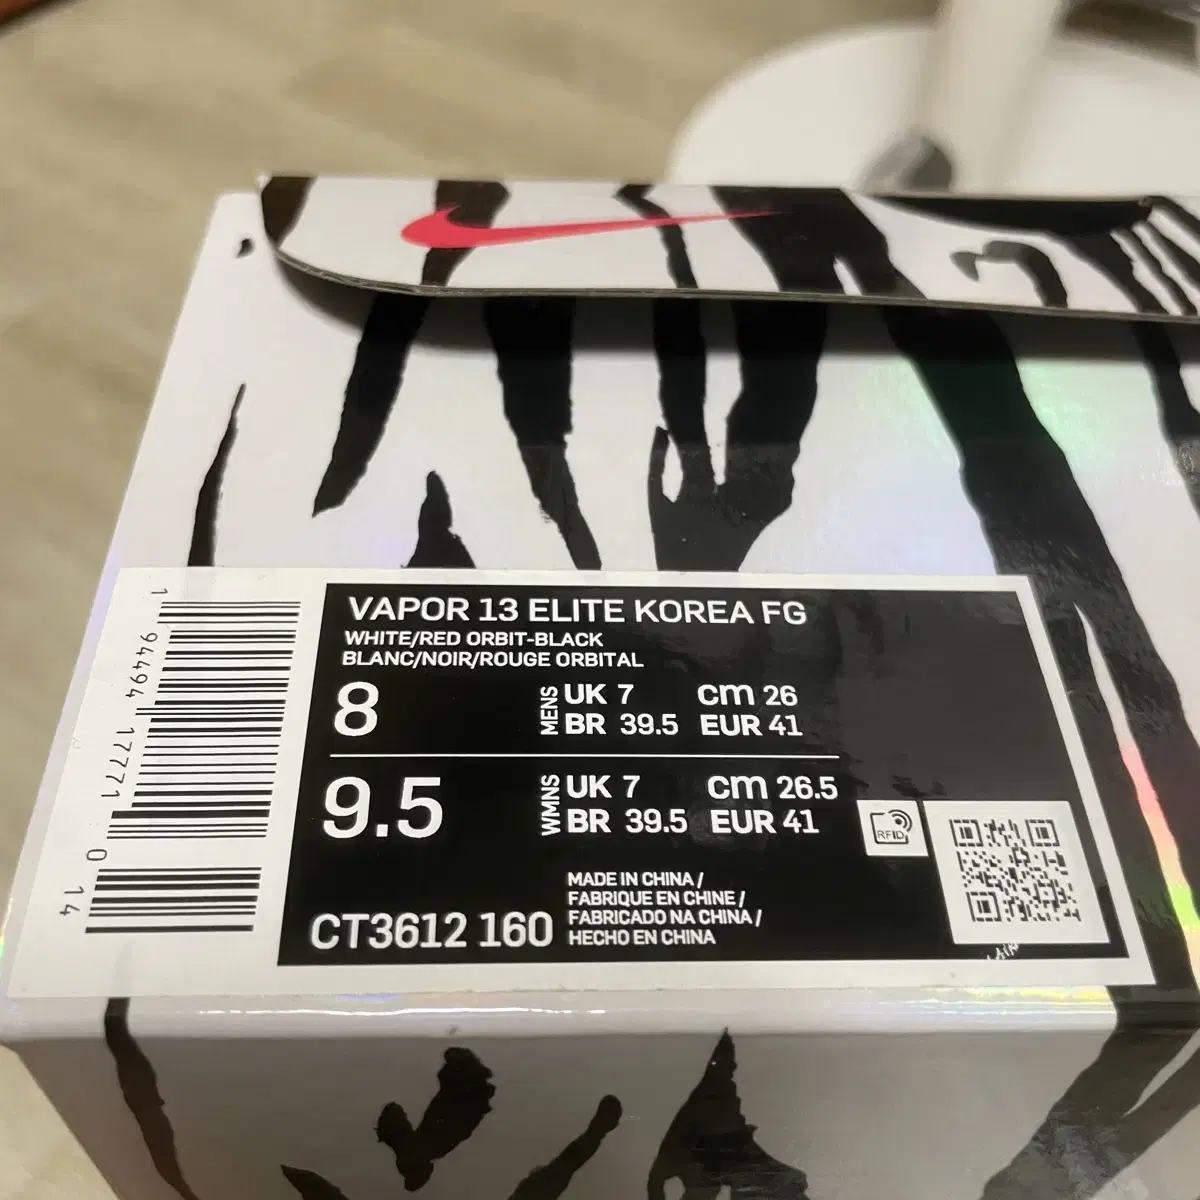 VAPOR 13 ELITE KOREA FG
WHITE/RED ORBIT-BLACK
BLANC/NOIR/ROUGE ORBITAL
8 MENS UK 7 cm 26
BR 39.5 EUR 41
9.5 WMNS UK 7 cm 26.5
BR 39.5 EUR 41
RFID
MADE IN CHINA /
FABRIQUE EN CHINE /
FABRICADO NA CHINA /
HECHO EN CHINA
CT3612 160
1 94494 17771 0 14